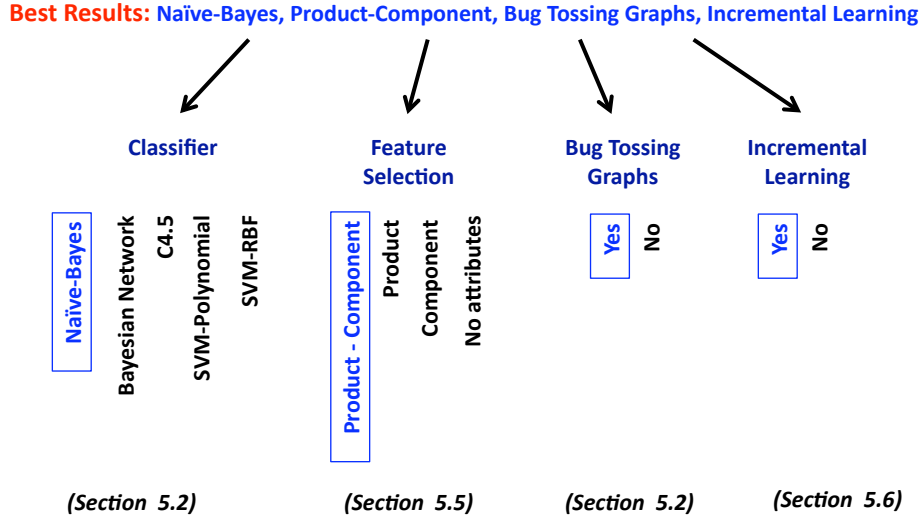 Best Results: Naïve-Bayes, Product-Component, Bug Tossing Graphs, Incremental Learning
Classifier
Feature
Selection
Bug Tossing
Graphs
Incremental
Learning
Naïve-Bayes
Bayesian Network
C4.5
SVM-Polynomial
SVM-RBF
Product - Component
Product
Component
No attributes
Yes
No
Yes
No
(Section 5.2)
(Section 5.5)
(Section 5.2)
(Section 5.6)